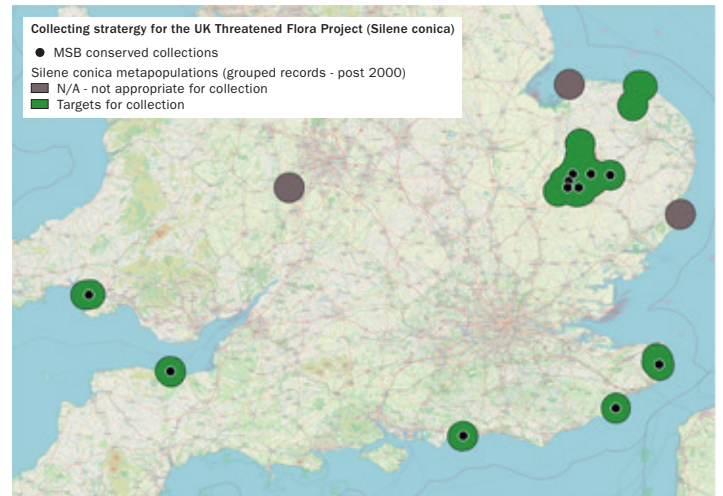 Collecting stratergy for the UK Threatened Flora Project (Silene conica)
MSB conserved collections
Silene conica metapopulations (grouped records - post 2000)
N/A - not appropriate for collection
Targets for collection